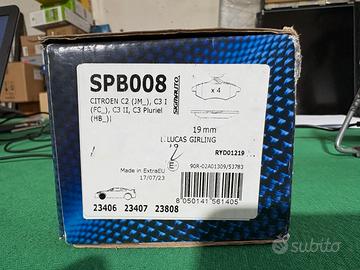 SPB008
CITROEN C2 (JM_), C3 I
(FC_), C3 II, C3 Pluriel
(HB_)i
SKIMAUTO
x 4
19 mm
LUCAS GIRLING
RYD01219
E
90R-02A01309/53783
Made in ExtraEU
17/07/23
8 050141 561405
23406 23407 23808
subito